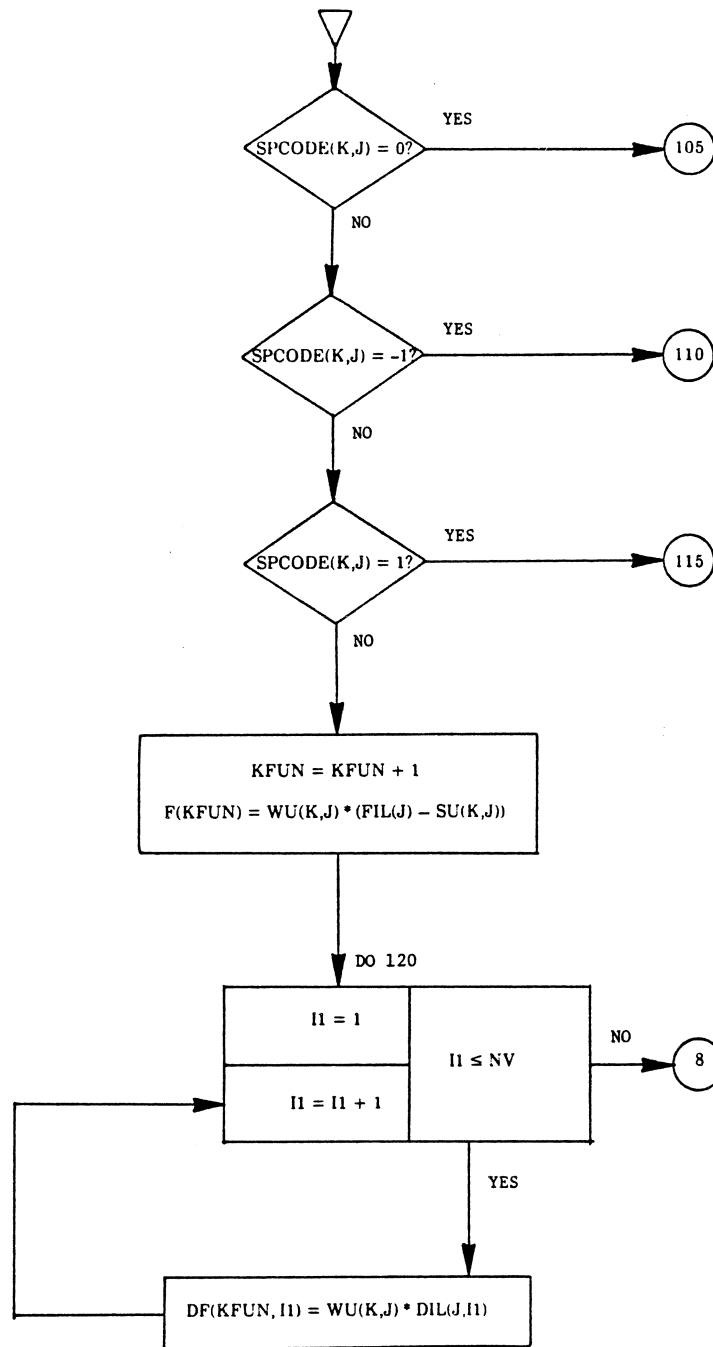 SPCODE(K,J) = 0?
YES
105
NO
SPCODE(K,J) = -1?
YES
110
NO
SPCODE(K,J) = 1?
YES
115
NO
KFUN = KFUN + 1
F(KFUN) = WU(K,J) * (FIL(J) – SU(K,J))
DO 120
I1 = 1
I1 = I1 + 1
I1 ≤ NV
NO
8
YES
DF(KFUN, I1) = WU(K,J) * DIL(J,I1)